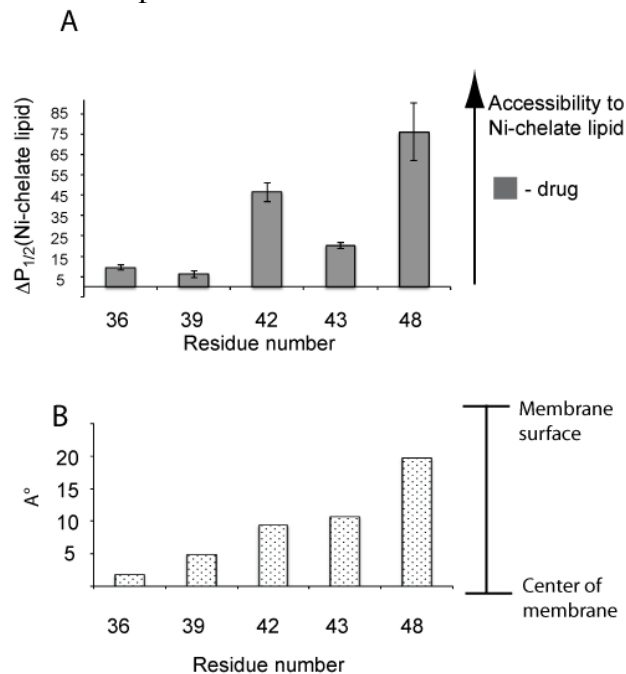 A
ΔP1/2(Ni-chelate lipid)
85
75
65
55
45
35
25
15
5
36 39 42 43 48
Residue number
Accessibility to
Ni-chelate lipid
- drug
B
A°
20
15
10
5
36 39 42 43 48
Residue number
Membrane
surface
Center of
membrane